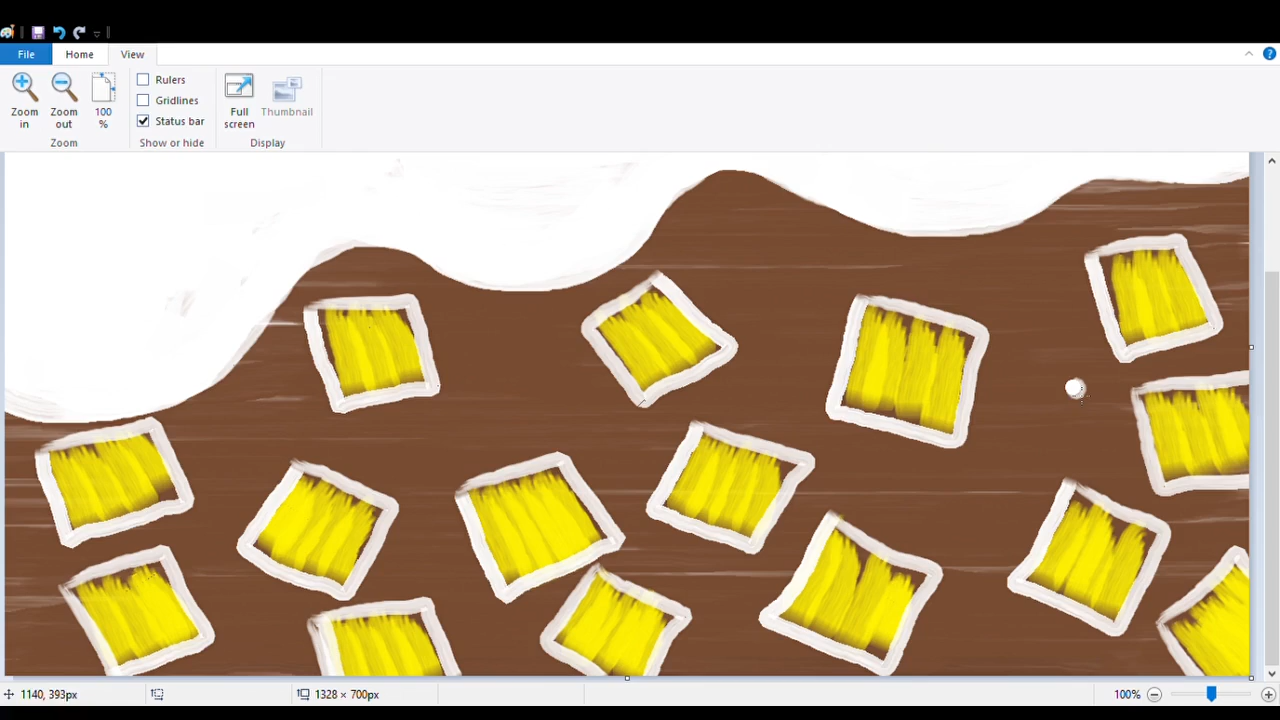 File Home View
Zoom in
Zoom out
100 %
Zoom
Rulers
Gridlines
Status bar
Show or hide
Full screen
Thumbnail
Display
1140, 393px
1328 × 700px
100%